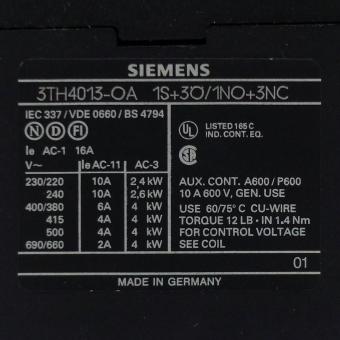 SIEMENS
3TH4013-OA 1S+3Ö/1NO+3NC
IEC 337/VDE 0660/BS 4794
N D FI
Ie AC-1 16A
V~ Ie AC-11 AC-3
230/220 10A 2,4 kW
240 10A 2,6 kW
400/380 6A 4 kW
415 4A 4 kW
500 4A 4 kW
690/660 2A 4 kW
UL LISTED 165 C
IND. CONT. EQ.
SA
AUX. CONT. A600 / P600
10 A 600 V, GEN. USE
USE 60/75° C CU-WIRE
TORQUE 12 LB · IN 1.4 Nm
FOR CONTROL VOLTAGE
SEE COIL
01
MADE IN GERMANY